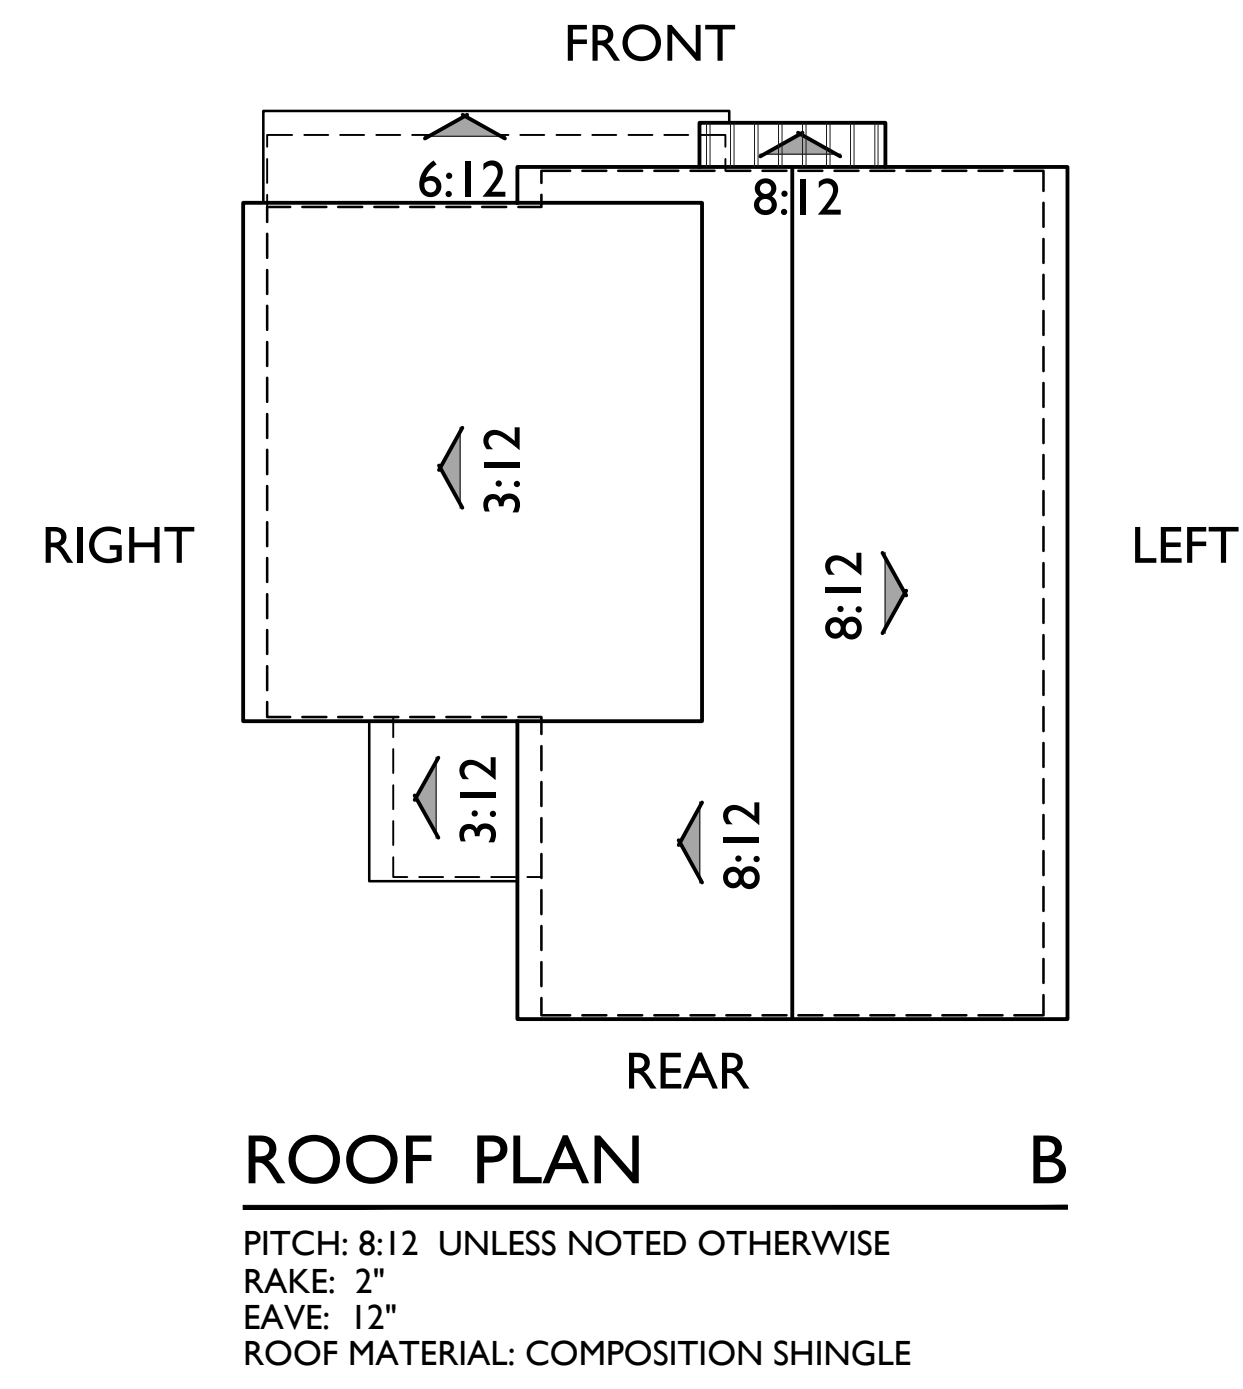 FRONT
6:12
8:12
3:12
RIGHT
LEFT
8:12
3:12
8:12
REAR
ROOF PLAN B
PITCH: 8:12 UNLESS NOTED OTHERWISE
RAKE: 2"
EAVE: 12"
ROOF MATERIAL: COMPOSITION SHINGLE